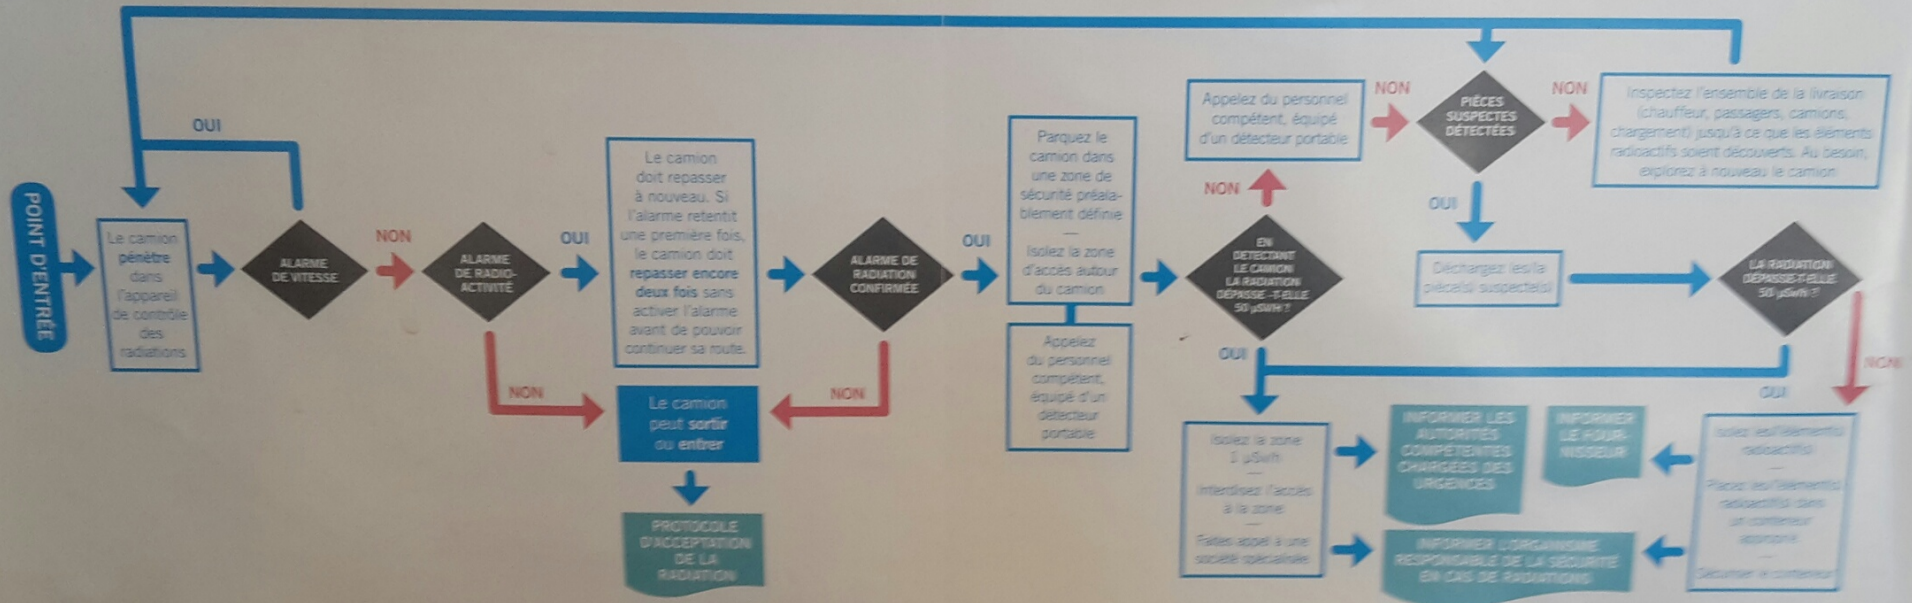 POINT D'ENTRÉE
Le camion
pénètre
dans
l'appareil
de contrôle
des
radiations
OUI
ALARME
DE VITESSE
NON
ALARME
DE RADIO-
ACTIVITÉ
OUI
NON
Le camion
doit repasser
à nouveau. Si
l'alarme retentit
une première fois,
le camion doit
repasser encore
deux fois sans
activer l'alarme
avant de pouvoir
continuer sa route.
Le camion
peut sortir
ou entrer
PROTOCOLE
D'ACCEPTATION
DE LA
RADIATION
ALARME DE
RADIATION
CONFIRMÉE
NON
OUI
Parquez le
camion dans
une zone de
sécurité préala-
blement définie
—
Isolez la zone
d'accès autour
du camion
Appelez
du personnel
compétent,
équipé d'un
détecteur
portable
EN
DÉTECTANT
LE CAMION
LA RADIATION
DÉPASSE-T-ELLE
50 µSv/H ?
NON
Appelez du personnel
compétent, équipé
d'un détecteur portable
NON
PIÈCES
SUSPECTES
DÉTECTÉES
NON
Inspectez l'ensemble de la livraison
(chauffeur, passagers, camions,
chargement) jusqu'à ce que les éléments
radioactifs soient découverts. Au besoin,
explorez à nouveau le camion
OUI
Déchargez les/la
pièce(s) suspecte(s)
LA RADIATION
DÉPASSE-T-ELLE
50 µSv/h ?
OUI
OUI
NON
Isolez la zone
1 µSv/h
—
Interdisez l'accès
à la zone
—
Faites appel à une
société spécialisée
INFORMER LES
AUTORITÉS
COMPÉTENTES
CHARGÉES DES
URGENCES
INFORMER
LE FOUR-
NISSEUR
INFORMER L'ORGANISME
RESPONSABLE DE LA SÉCURITÉ
EN CAS DE RADIATIONS
Isolez les/l'élément(s)
radioactif(s)
—
Placez les/l'élément(s)
radioactif(s) dans
un conteneur
approprié
—
Sécuriser le conteneur